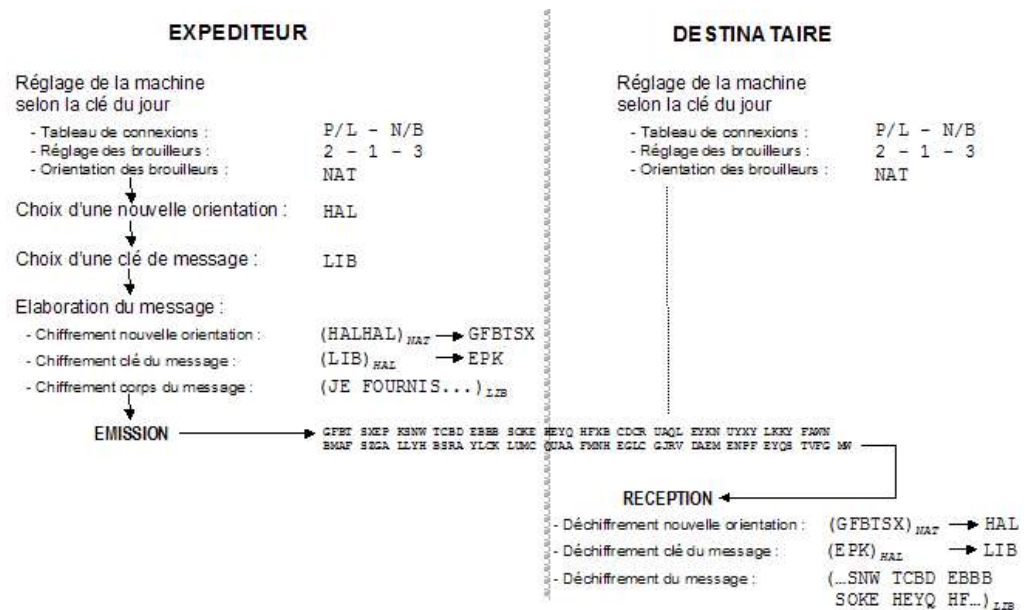 EXPEDITEUR
Réglage de la machine
selon la clé du jour
- Tableau de connexions : P/L - N/B
- Réglage des brouilleurs : 2 - 1 - 3
- Orientation des brouilleurs : NAT
Choix d'une nouvelle orientation : HAL
Choix d'une clé de message : LIB
Elaboration du message :
- Chiffrement nouvelle orientation : (HALHAL)NAT GFBTSX
- Chiffrement clé du message : (LIB)HAL EPK
- Chiffrement corps du message : (JE FOURNIS...)LIB
EMISSION
GFBT SXEP KSNW TCBD EBBB SOKE HEYQ HFXB CDCR UAQL EYKN UYXY LKKY FAWN
BMAF SZGA LLYH BSRA YLCK LUMC QUAA FMNH EGLC GJRV DAEM ENPF EYQS TVFG MW
DESTINATAIRE
Réglage de la machine
selon la clé du jour
- Tableau de connexions : P/L - N/B
- Réglage des brouilleurs : 2 - 1 - 3
- Orientation des brouilleurs : NAT
RECEPTION
- Déchiffrement nouvelle orientation : (GFBTSX)NAT HAL
- Déchiffrement clé du message : (EPK)HAL LIB
- Déchiffrement du message : (…SNW TCBD EBBB
SOKE HEYQ HF…)LIB